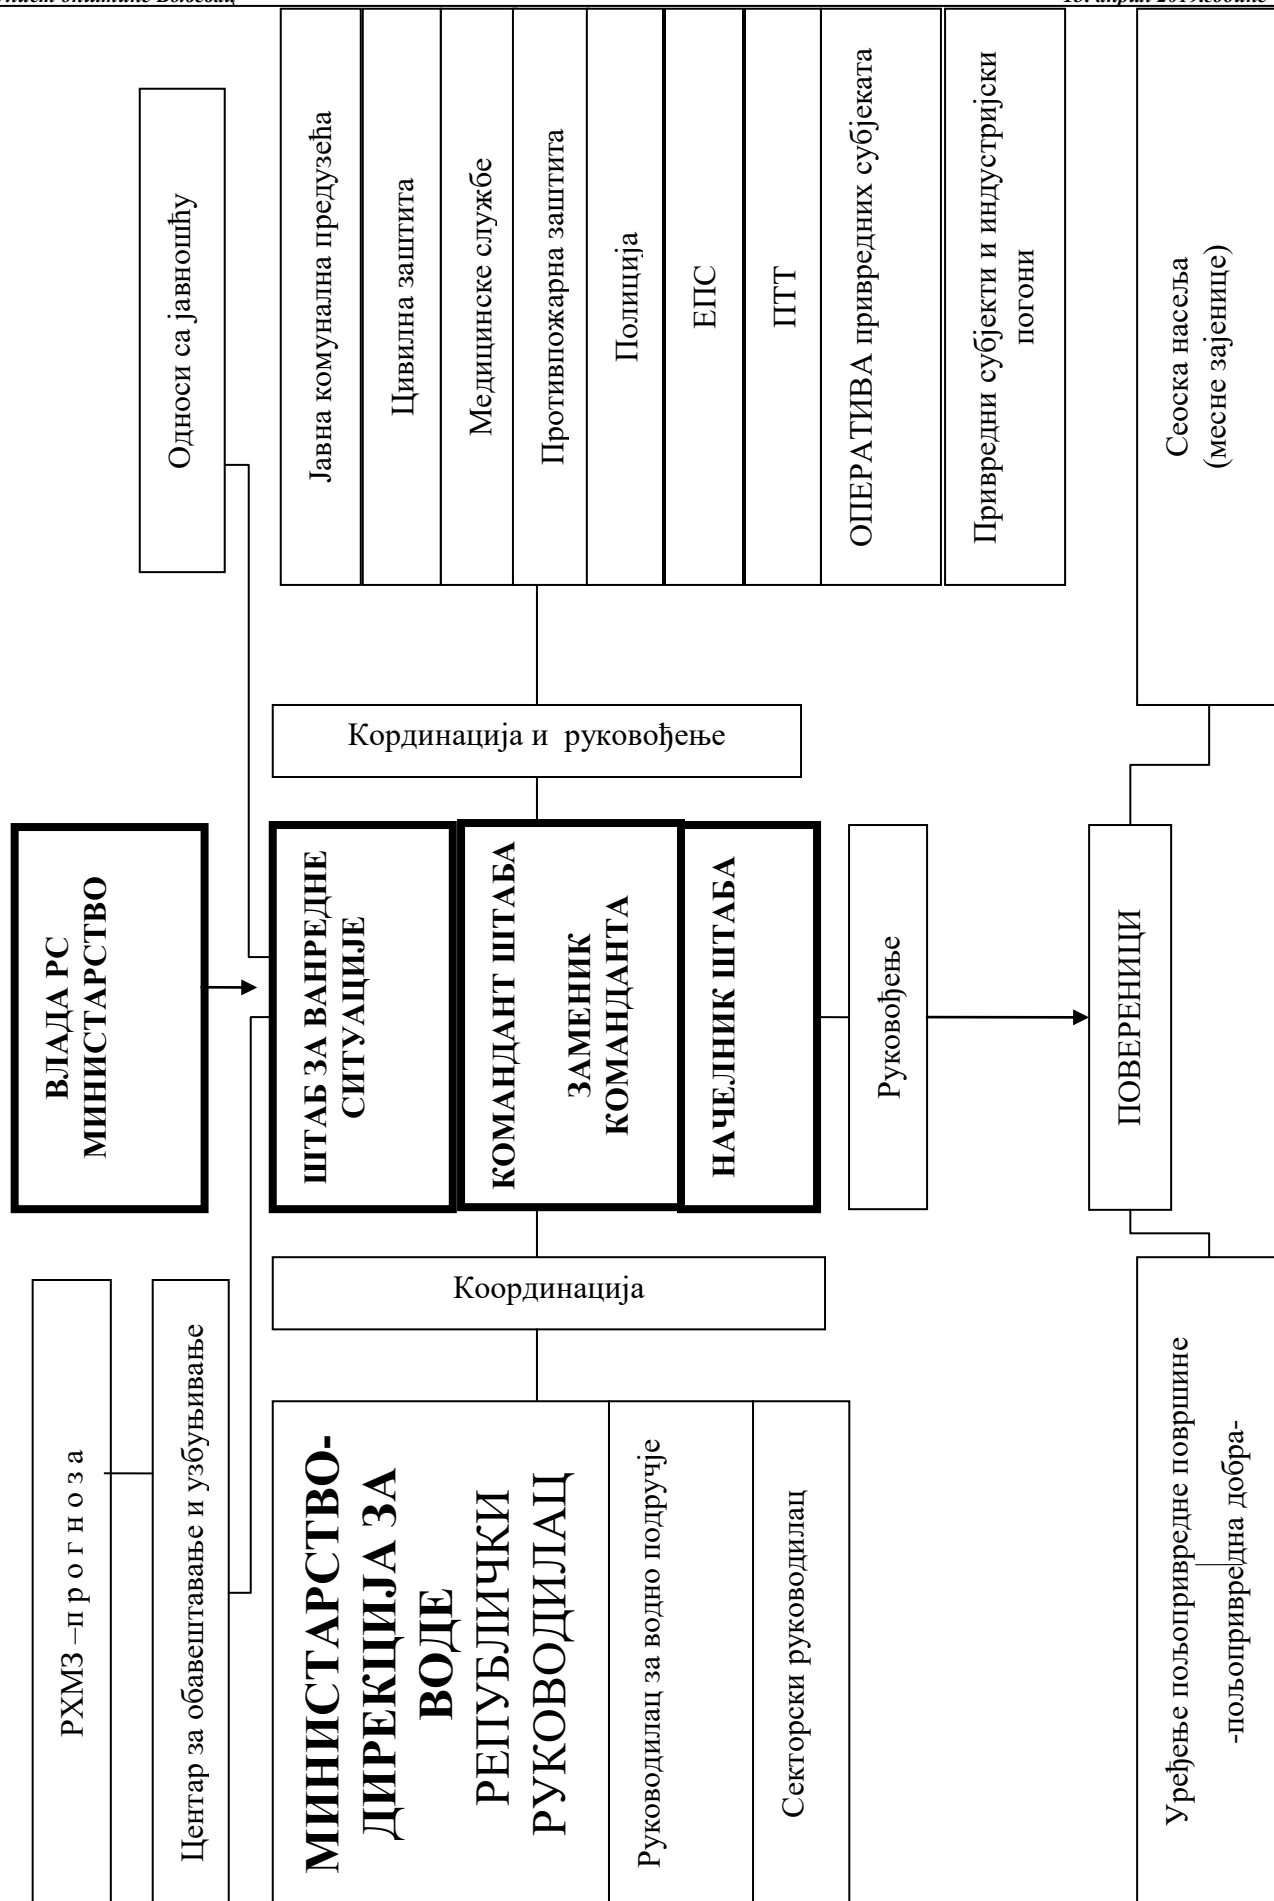 РХМЗ –п р о г н о з а
Центар за обавештавање и узбуњивање
ВЛАДА РС
МИНИСТАРСТВО
Односи са јавношћу
МИНИСТАРСТВО-
ДИРЕКЦИЈА ЗА
ВОДЕ
РЕПУБЛИЧКИ
РУКОВОДИЛАЦ
Руководилац за водно подручје
Секторски руководилац
Координација
ШТАБ ЗА ВАНРЕДНЕ
СИТУАЦИЈЕ
КОМАНДАНТ ШТАБА
ЗАМЕНИК
КОМАНДАНТА
НАЧЕЛНИК ШТАБА
Кординација и руковођење
Јавна комунална предузећа
Цивилна заштита
Медицинске службе
Противпожарна заштита
Полиција
ЕПС
ПТТ
ОПЕРАТИВА привредних субјеката
Привредни субјекти и индустријски
погони
Руковођење
ПОВЕРЕНИЦИ
Уређење пољопривредне површине
-пољопривредна добра-
Сеоска насеља
(месне зајенице)